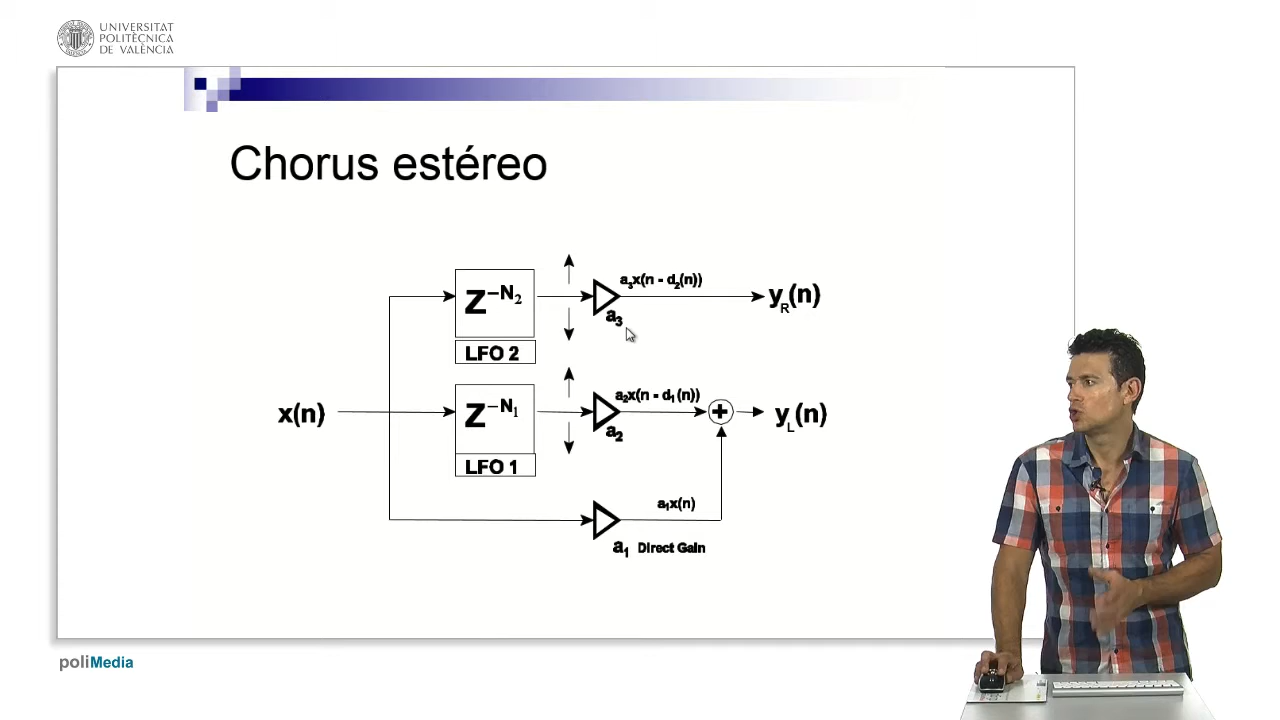 UNIVERSITAT
POLITÈCNICA
DE VALÈNCIA
Chorus estéreo
Z⁻ᴺ₂
a₃x(n - d₂(n))
y_R(n)
a₃
LFO 2
x(n)
Z⁻ᴺ₁
a₂x(n - d₁(n))
+
y_L(n)
a₂
LFO 1
a₁x(n)
a₁ Direct Gain
poliMedia